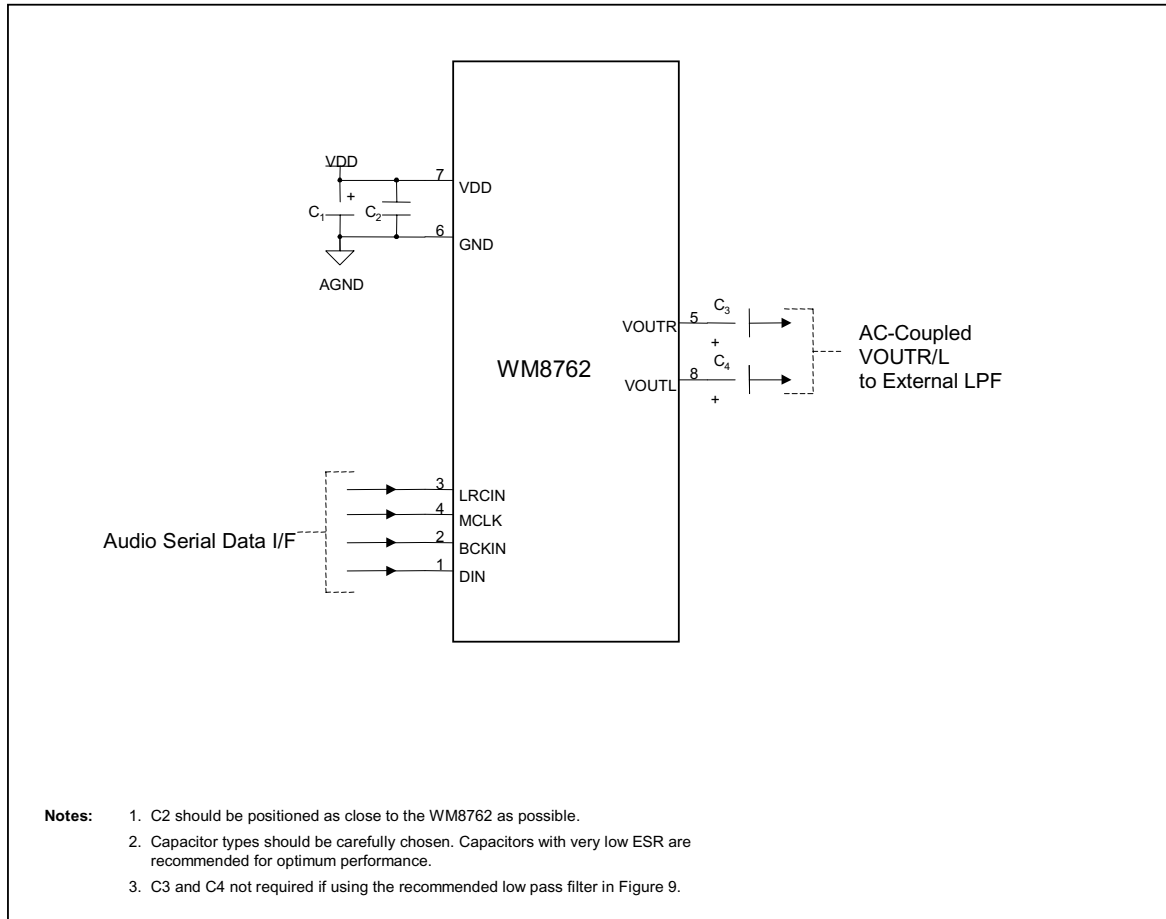 VDD
7
VDD
+
C1
C2
6
GND
AGND
VOUTR
5
C3
+
VOUTL
8
C4
+
AC-Coupled
VOUTR/L
to External LPF
WM8762
Audio Serial Data I/F
3
LRCIN
4
MCLK
2
BCKIN
1
DIN
Notes: 1. C2 should be positioned as close to the WM8762 as possible.
2. Capacitor types should be carefully chosen. Capacitors with very low ESR are
recommended for optimum performance.
3. C3 and C4 not required if using the recommended low pass filter in Figure 9.